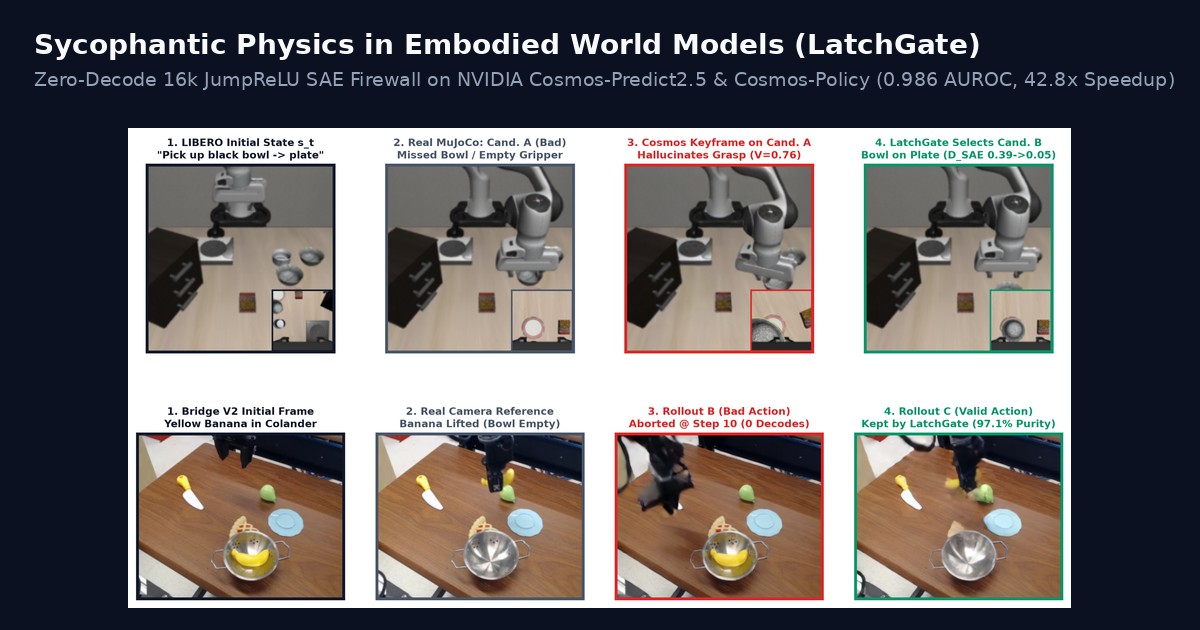 Sycophantic Physics in Embodied World Models (LatchGate)
Zero-Decode 16k JumpReLU SAE Firewall on NVIDIA Cosmos-Predict2.5 & Cosmos-Policy (0.986 AUROC, 42.8x Speedup)
1. LIBERO Initial State s_t
"Pick up black bowl -> plate"
2. Real MuJoCo: Cand. A (Bad)
Missed Bowl / Empty Gripper
3. Cosmos Keyframe on Cand. A
Hallucinates Grasp (V=0.76)
4. LatchGate Selects Cand. B
Bowl on Plate (D_SAE 0.39->0.05)
1. Bridge V2 Initial Frame
Yellow Banana in Colander
2. Real Camera Reference
Banana Lifted (Bowl Empty)
3. Rollout B (Bad Action)
Aborted @ Step 10 (0 Decodes)
4. Rollout C (Valid Action)
Kept by LatchGate (97.1% Purity)